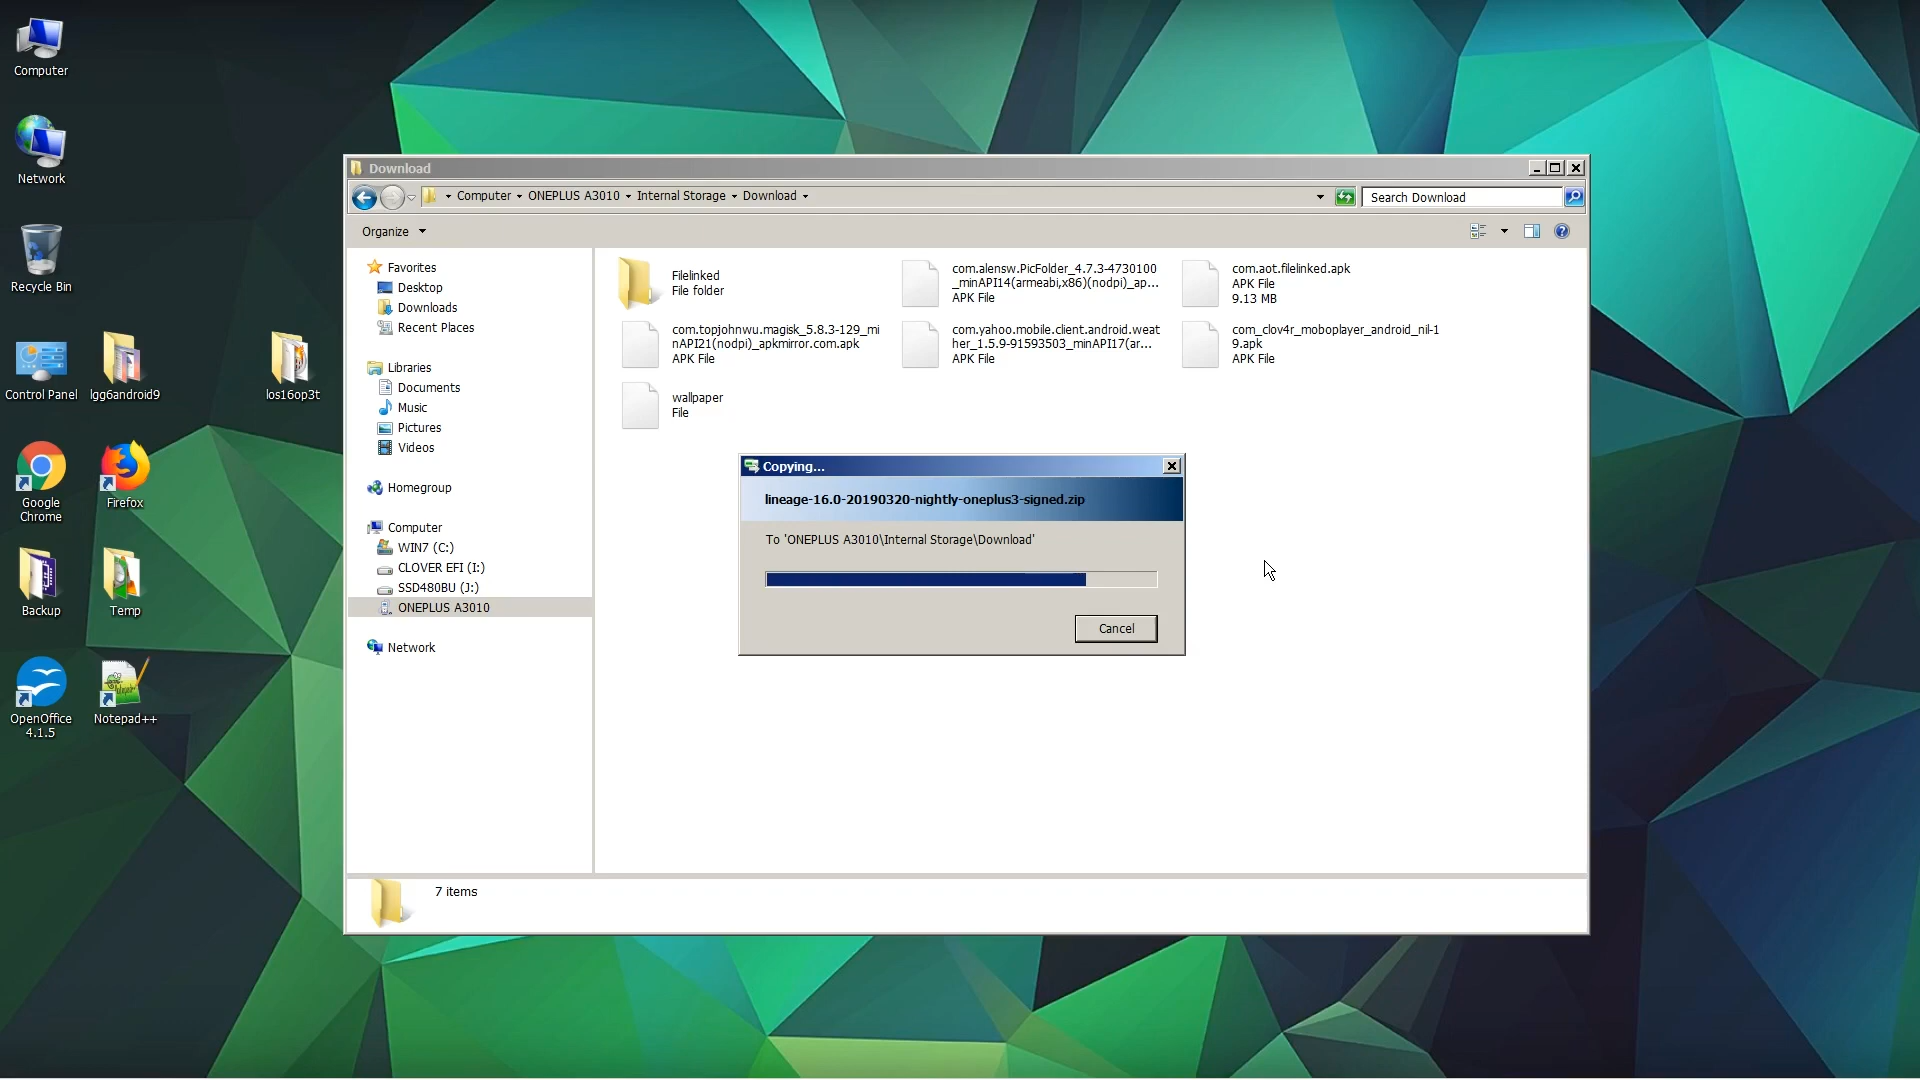 Computer
Network
Recycle Bin
Control Panel
lgg6android9
los16op3t
Google
Chrome
Firefox
Backup
Temp
OpenOffice
4.1.5
Notepad++
Download
Computer
ONEPLUS A3010
Internal Storage
Download
Search Download
Organize
Favorites
Desktop
Downloads
Recent Places
Libraries
Documents
Music
Pictures
Videos
Homegroup
Computer
WIN7 (C:)
CLOVER EFI (I:)
SSD480BU (J:)
ONEPLUS A3010
Network
Filelinked
File folder
com.alensw.PicFolder_4.7.3-4730100
_minAPI14(armeabi,x86)(nodpi)_ap...
APK File
com.aot.filelinked.apk
APK File
9.13 MB
com.topjohnwu.magisk_5.8.3-129_mi
nAPI21(nodpi)_apkmirror.com.apk
APK File
com.yahoo.mobile.client.android.weat
her_1.5.9-91593503_minAPI17(ar...
APK File
com_clov4r_moboplayer_android_nil-1
9.apk
APK File
wallpaper
File
Copying...
lineage-16.0-20190320-nightly-oneplus3-signed.zip
To 'ONEPLUS A3010\Internal Storage\Download'
Cancel
7 items